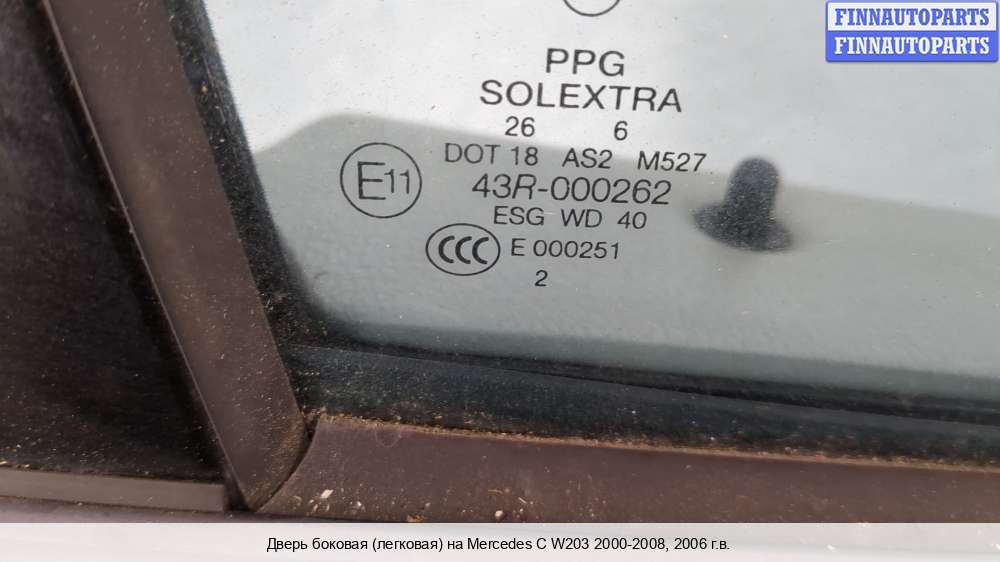 FINNAUTOPARTS
FINNAUTOPARTS
PPG
SOLEXTRA
26 6
DOT 18 AS2 M527
E11
43R-000262
ESG WD 40
CCC
E 000251
2
Дверь боковая (легковая) на Mercedes C W203 2000-2008, 2006 г.в.